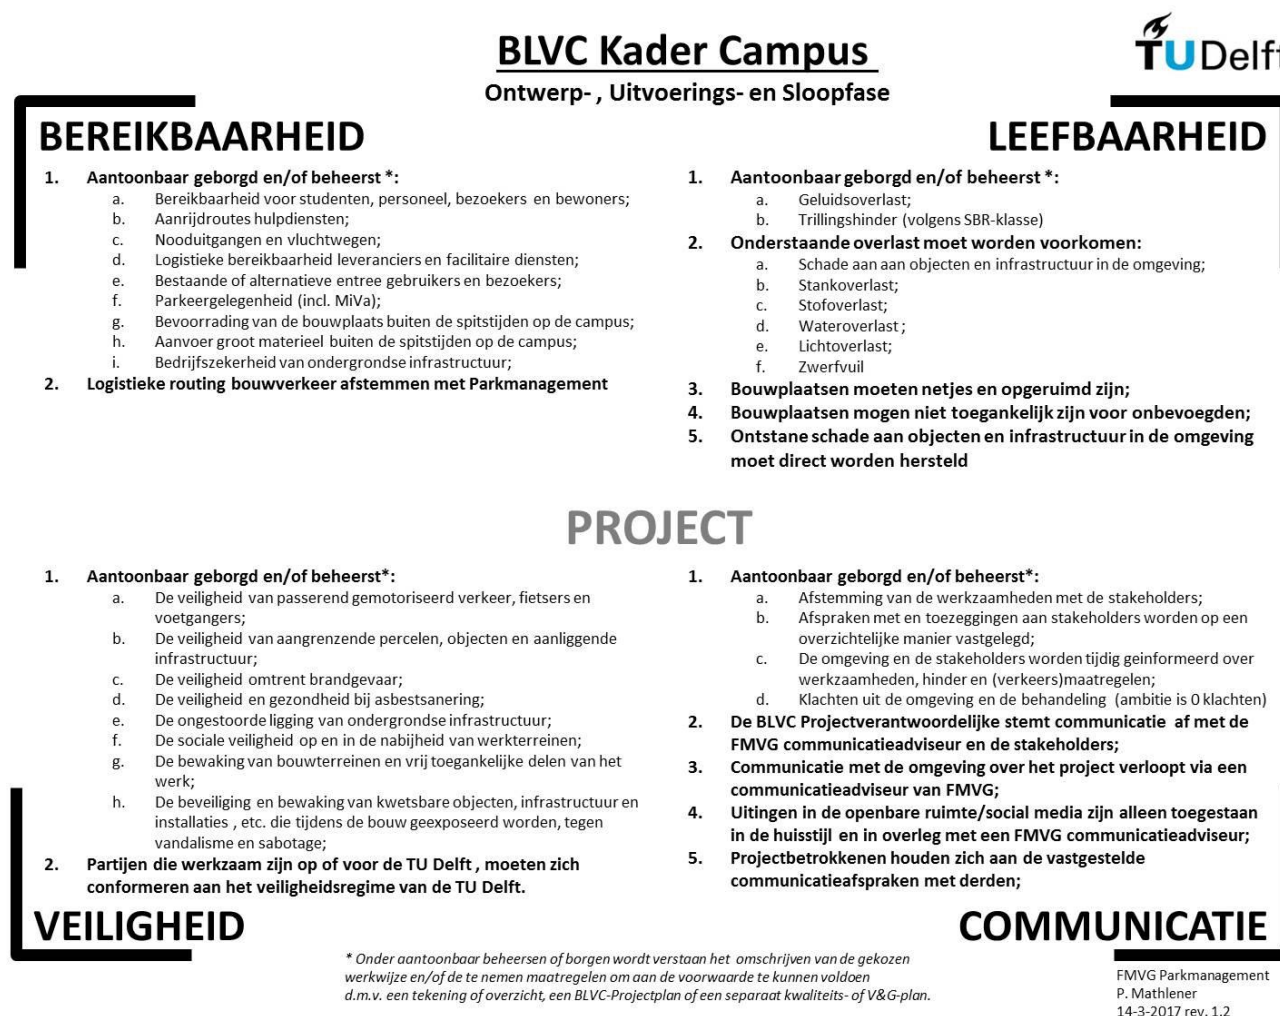 BLVC Kader Campus
Ontwerp- , Uitvoerings- en Sloopfase
TU Delft
BEREIKBAARHEID
1. Aantoonbaar geborgd en/of beheerst *:
a. Bereikbaarheid voor studenten, personeel, bezoekers en bewoners;
b. Aanrijdroutes hulpdiensten;
c. Nooduitgangen en vluchtwegen;
d. Logistieke bereikbaarheid leveranciers en facilitaire diensten;
e. Bestaande of alternatieve entree gebruikers en bezoekers;
f. Parkeergelegenheid (incl. MiVa);
g. Bevoorrading van de bouwplaats buiten de spitstijden op de campus;
h. Aanvoer groot materieel buiten de spitstijden op de campus;
i. Bedrijfszekerheid van ondergrondse infrastructuur;
2. Logistieke routing bouwverkeer afstemmen met Parkmanagement
LEEFBAARHEID
1. Aantoonbaar geborgd en/of beheerst *:
a. Geluidsoverlast;
b. Trillingshinder (volgens SBR-klasse)
2. Onderstaande overlast moet worden voorkomen:
a. Schade aan aan objecten en infrastructuur in de omgeving;
b. Stankoverlast;
c. Stofoverlast;
d. Wateroverlast ;
e. Lichtoverlast;
f. Zwerfvuil
3. Bouwplaatsen moeten netjes en opgeruimd zijn;
4. Bouwplaatsen mogen niet toegankelijk zijn voor onbevoegden;
5. Ontstane schade aan objecten en infrastructuur in de omgeving
moet direct worden hersteld
PROJECT
1. Aantoonbaar geborgd en/of beheerst*:
a. De veiligheid van passerend gemotoriseerd verkeer, fietsers en
voetgangers;
b. De veiligheid van aangrenzende percelen, objecten en aanliggende
infrastructuur;
c. De veiligheid omtrent brandgevaar;
d. De veiligheid en gezondheid bij asbestsanering;
e. De ongestoorde ligging van ondergrondse infrastructuur;
f. De sociale veiligheid op en in de nabijheid van werkterreinen;
g. De bewaking van bouwterreinen en vrij toegankelijke delen van het
werk;
h. De beveiliging en bewaking van kwetsbare objecten, infrastructuur en
installaties , etc. die tijdens de bouw geexposeerd worden, tegen
vandalisme en sabotage;
2. Partijen die werkzaam zijn op of voor de TU Delft , moeten zich
conformeren aan het veiligheidsregime van de TU Delft.
VEILIGHEID
1. Aantoonbaar geborgd en/of beheerst*:
a. Afstemming van de werkzaamheden met de stakeholders;
b. Afspraken met en toezeggingen aan stakeholders worden op een
overzichtelijke manier vastgelegd;
c. De omgeving en de stakeholders worden tijdig geinformeerd over
werkzaamheden, hinder en (verkeers)maatregelen;
d. Klachten uit de omgeving en de behandeling (ambitie is 0 klachten)
2. De BLVC Projectverantwoordelijke stemt communicatie af met de
FMVG communicatieadviseur en de stakeholders;
3. Communicatie met de omgeving over het project verloopt via een
communicatieadviseur van FMVG;
4. Uitingen in de openbare ruimte/social media zijn alleen toegestaan
in de huisstijl en in overleg met een FMVG communicatieadviseur;
5. Projectbetrokkenen houden zich aan de vastgestelde
communicatieafspraken met derden;
COMMUNICATIE
* Onder aantoonbaar beheersen of borgen wordt verstaan het omschrijven van de gekozen
werkwijze en/of de te nemen maatregelen om aan de voorwaarde te kunnen voldoen
d.m.v. een tekening of overzicht, een BLVC-Projectplan of een separaat kwaliteits- of V&G-plan.
FMVG Parkmanagement
P. Mathlener
14-3-2017 rev. 1.2